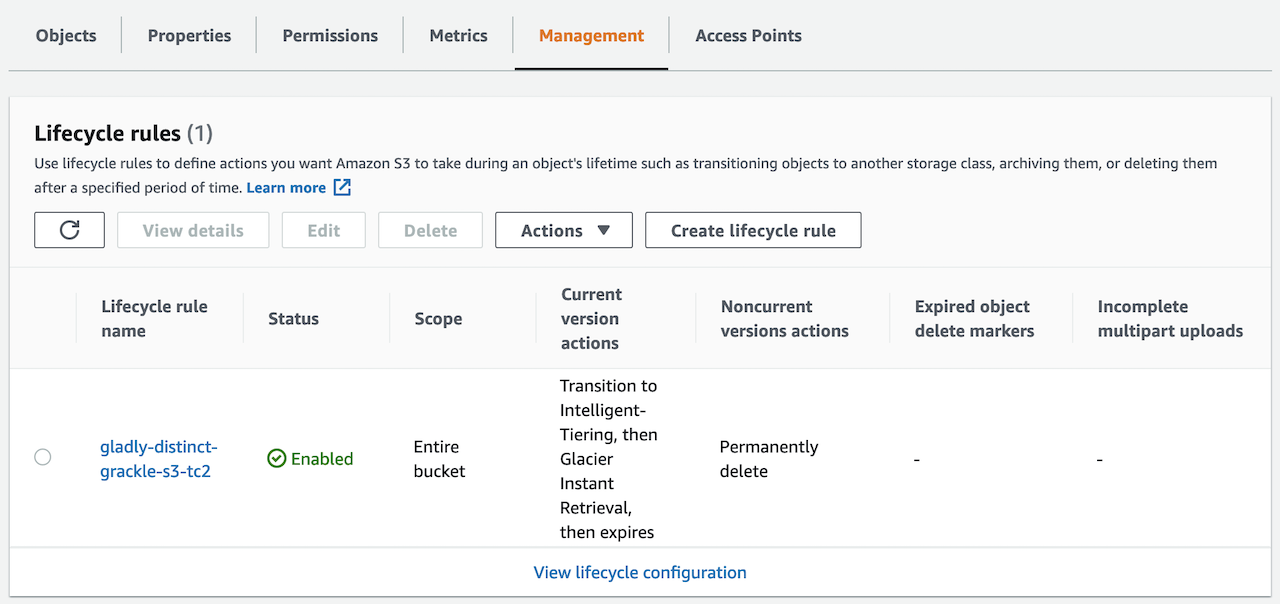 Objects Properties Permissions Metrics Management Access Points
Lifecycle rules (1)
Use lifecycle rules to define actions you want Amazon S3 to take during an object's lifetime such as transitioning objects to another storage class, archiving them, or deleting them
after a specified period of time. Learn more
View details Edit Delete Actions Create lifecycle rule
Lifecycle rule
name
Status
Scope
Current
version
actions
Noncurrent
versions actions
Expired object
delete markers
Incomplete
multipart uploads
gladly-distinct-
grackle-s3-tc2
Enabled
Entire
bucket
Transition to
Intelligent-
Tiering, then
Glacier
Instant
Retrieval,
then expires
Permanently
delete
-
-
View lifecycle configuration